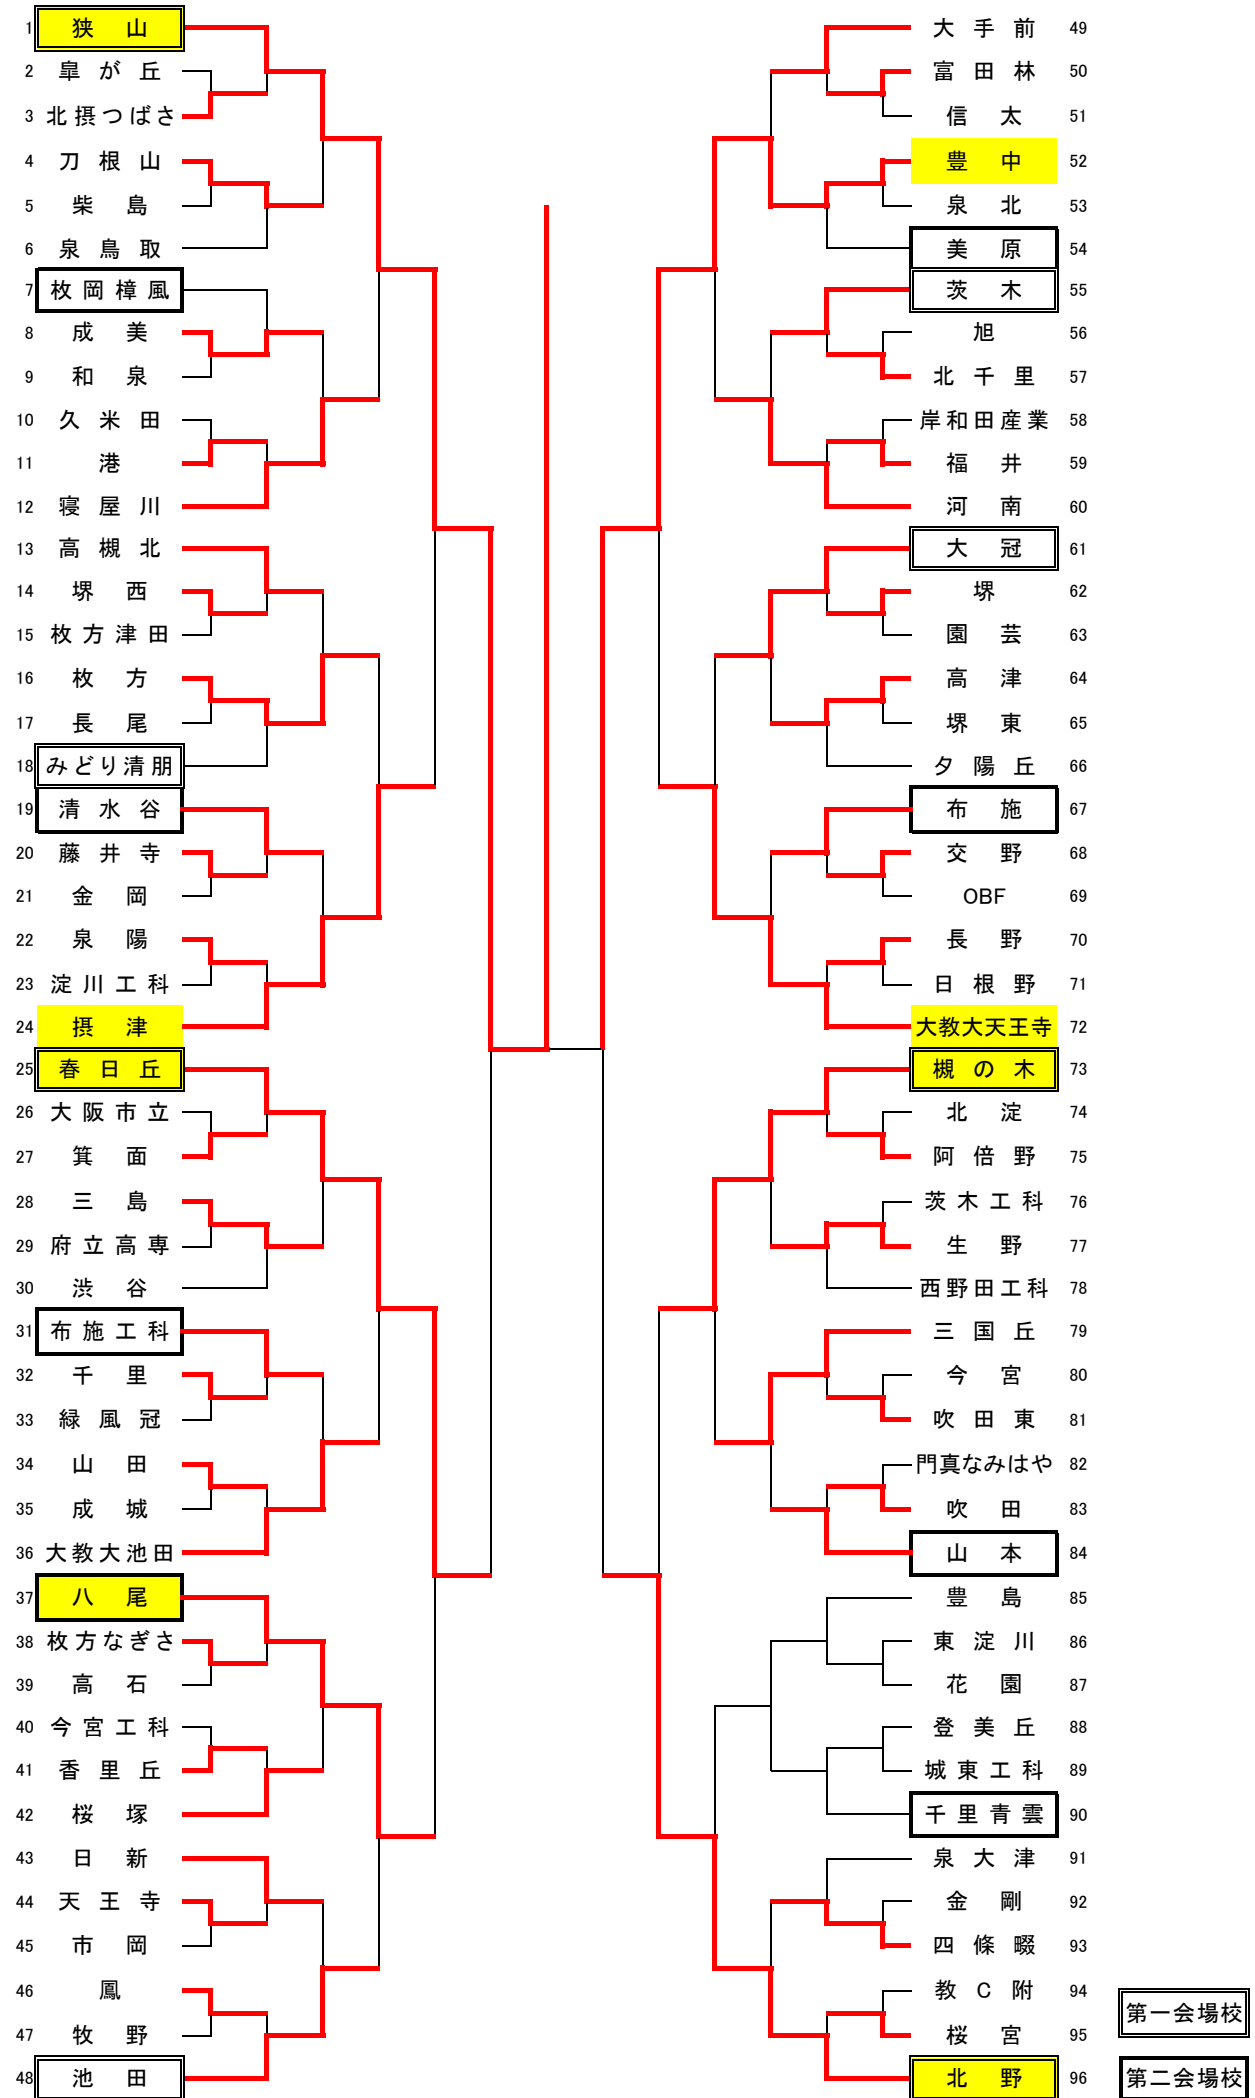 1 狭山
2 皐が丘
3 北摂つばさ
4 刀根山
5 柴島
6 泉鳥取
7 枚岡樟風
8 成美
9 和泉
10 久米田
11 港
12 寝屋川
13 高槻北
14 堺西
15 枚方津田
16 枚方
17 長尾
18 みどり清朋
19 清水谷
20 藤井寺
21 金岡
22 泉陽
23 淀川工科
24 摂津
25 春日丘
26 大阪市立
27 箕面
28 三島
29 府立高専
30 渋谷
31 布施工科
32 千里
33 緑風冠
34 山田
35 成城
36 大教大池田
37 八尾
38 枚方なぎさ
39 高石
40 今宮工科
41 香里丘
42 桜塚
43 日新
44 天王寺
45 市岡
46 鳳
47 牧野
48 池田
大手前 49
富田林 50
信太 51
豊中 52
泉北 53
美原 54
茨木 55
旭 56
北千里 57
岸和田産業 58
福井 59
河南 60
大冠 61
堺 62
園芸 63
高津 64
堺東 65
夕陽丘 66
布施 67
交野 68
OBF 69
長野 70
日根野 71
大教大天王寺 72
槻の木 73
北淀 74
阿倍野 75
茨木工科 76
生野 77
西野田工科 78
三国丘 79
今宮 80
吹田東 81
門真なみはや 82
吹田 83
山本 84
豊島 85
東淀川 86
花園 87
登美丘 88
城東工科 89
千里青雲 90
泉大津 91
金剛 92
四條畷 93
教C附 94
桜宮 95
北野 96
第一会場校
第二会場校